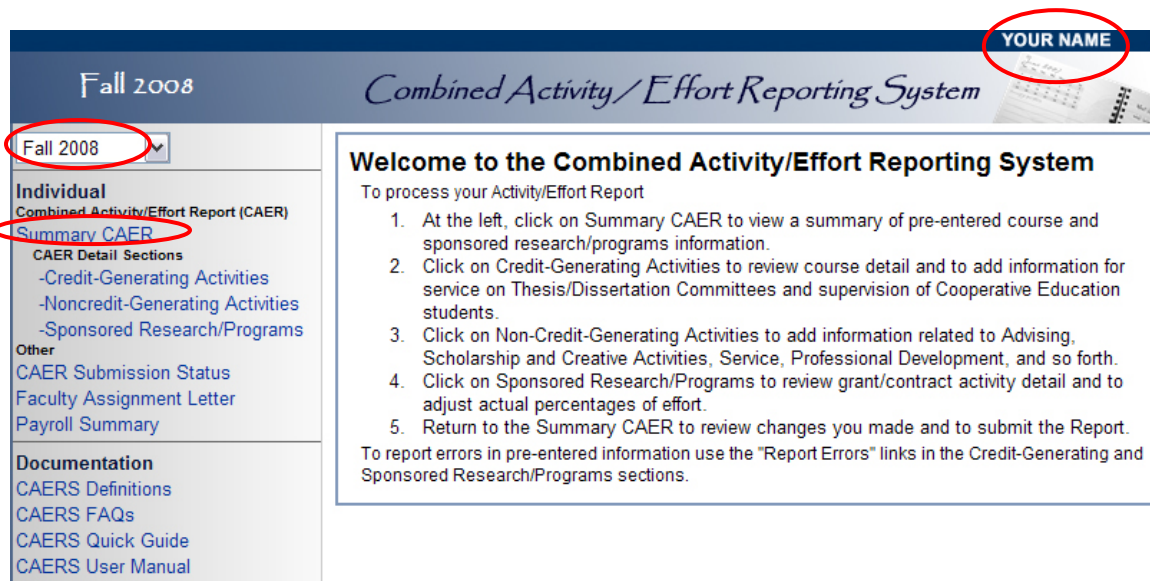 YOUR NAME
Fall 2008
Combined Activity/Effort Reporting System
Fall 2008
Individual
Combined Activity/Effort Report (CAER)
Summary CAER
CAER Detail Sections
-Credit-Generating Activities
-Noncredit-Generating Activities
-Sponsored Research/Programs
Other
CAER Submission Status
Faculty Assignment Letter
Payroll Summary
Documentation
CAERS Definitions
CAERS FAQs
CAERS Quick Guide
CAERS User Manual
Welcome to the Combined Activity/Effort Reporting System
To process your Activity/Effort Report
1. At the left, click on Summary CAER to view a summary of pre-entered course and
sponsored research/programs information.
2. Click on Credit-Generating Activities to review course detail and to add information for
service on Thesis/Dissertation Committees and supervision of Cooperative Education
students.
3. Click on Non-Credit-Generating Activities to add information related to Advising,
Scholarship and Creative Activities, Service, Professional Development, and so forth.
4. Click on Sponsored Research/Programs to review grant/contract activity detail and to
adjust actual percentages of effort.
5. Return to the Summary CAER to review changes you made and to submit the Report.
To report errors in pre-entered information use the "Report Errors" links in the Credit-Generating and
Sponsored Research/Programs sections.